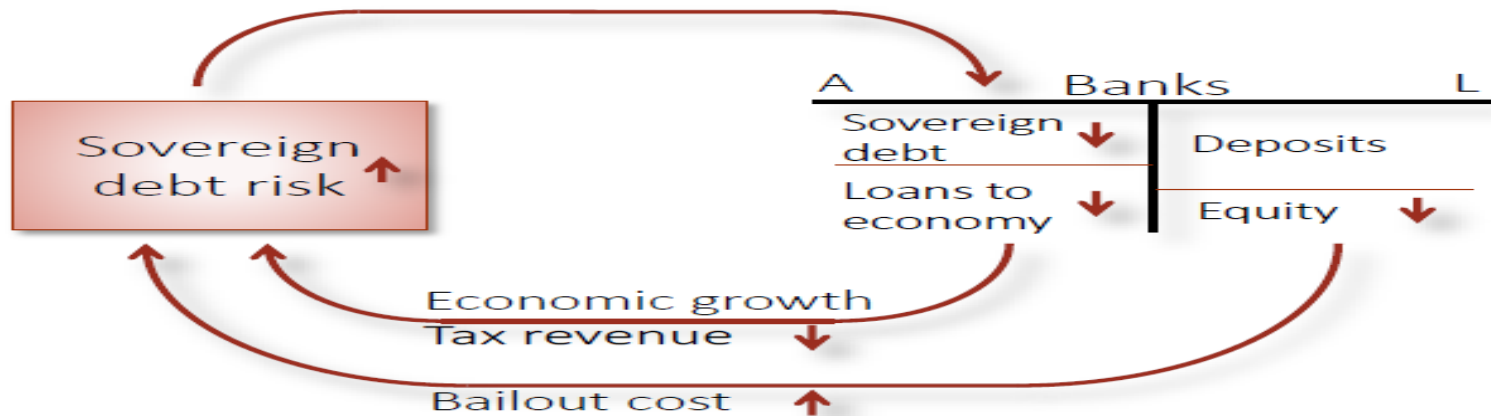 A Banks L
Sovereign
debt risk
Sovereign
debt
Loans to
economy
Deposits
Equity
Economic growth
Tax revenue
Bailout cost